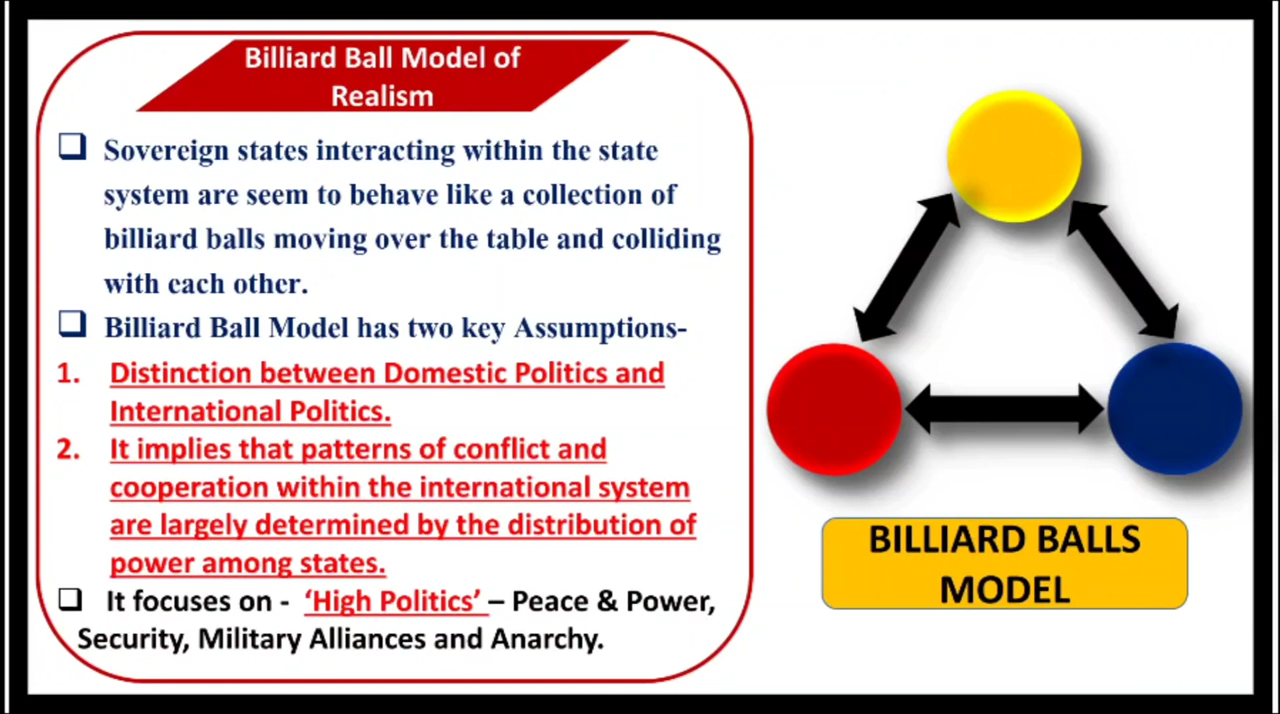 Billiard Ball Model of
Realism
Sovereign states interacting within the state
system are seem to behave like a collection of
billiard balls moving over the table and colliding
with each other.
Billiard Ball Model has two key Assumptions-
1. Distinction between Domestic Politics and
International Politics.
2. It implies that patterns of conflict and
cooperation within the international system
are largely determined by the distribution of
power among states.
It focuses on - ‘High Politics’ – Peace & Power,
Security, Military Alliances and Anarchy.
BILLIARD BALLS
MODEL